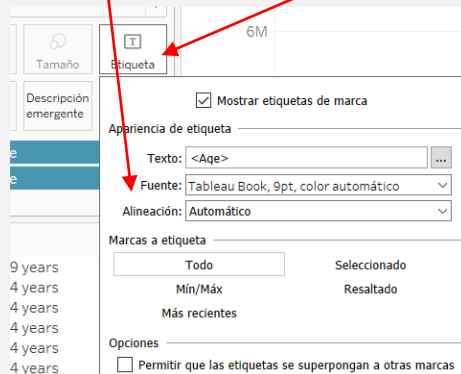 6M
Tamaño
Etiqueta
Descripción
emergente
Mostrar etiquetas de marca
Apariencia de etiqueta
Texto: <Age> ...
Fuente: Tableau Book, 9pt, color automático
Alineación: Automático
Marcas a etiqueta
Todo Seleccionado
Mín/Máx Resaltado
Más recientes
Opciones
Permitir que las etiquetas se superpongan a otras marcas
e
e
9 years
4 years
4 years
4 years
4 years
4 years